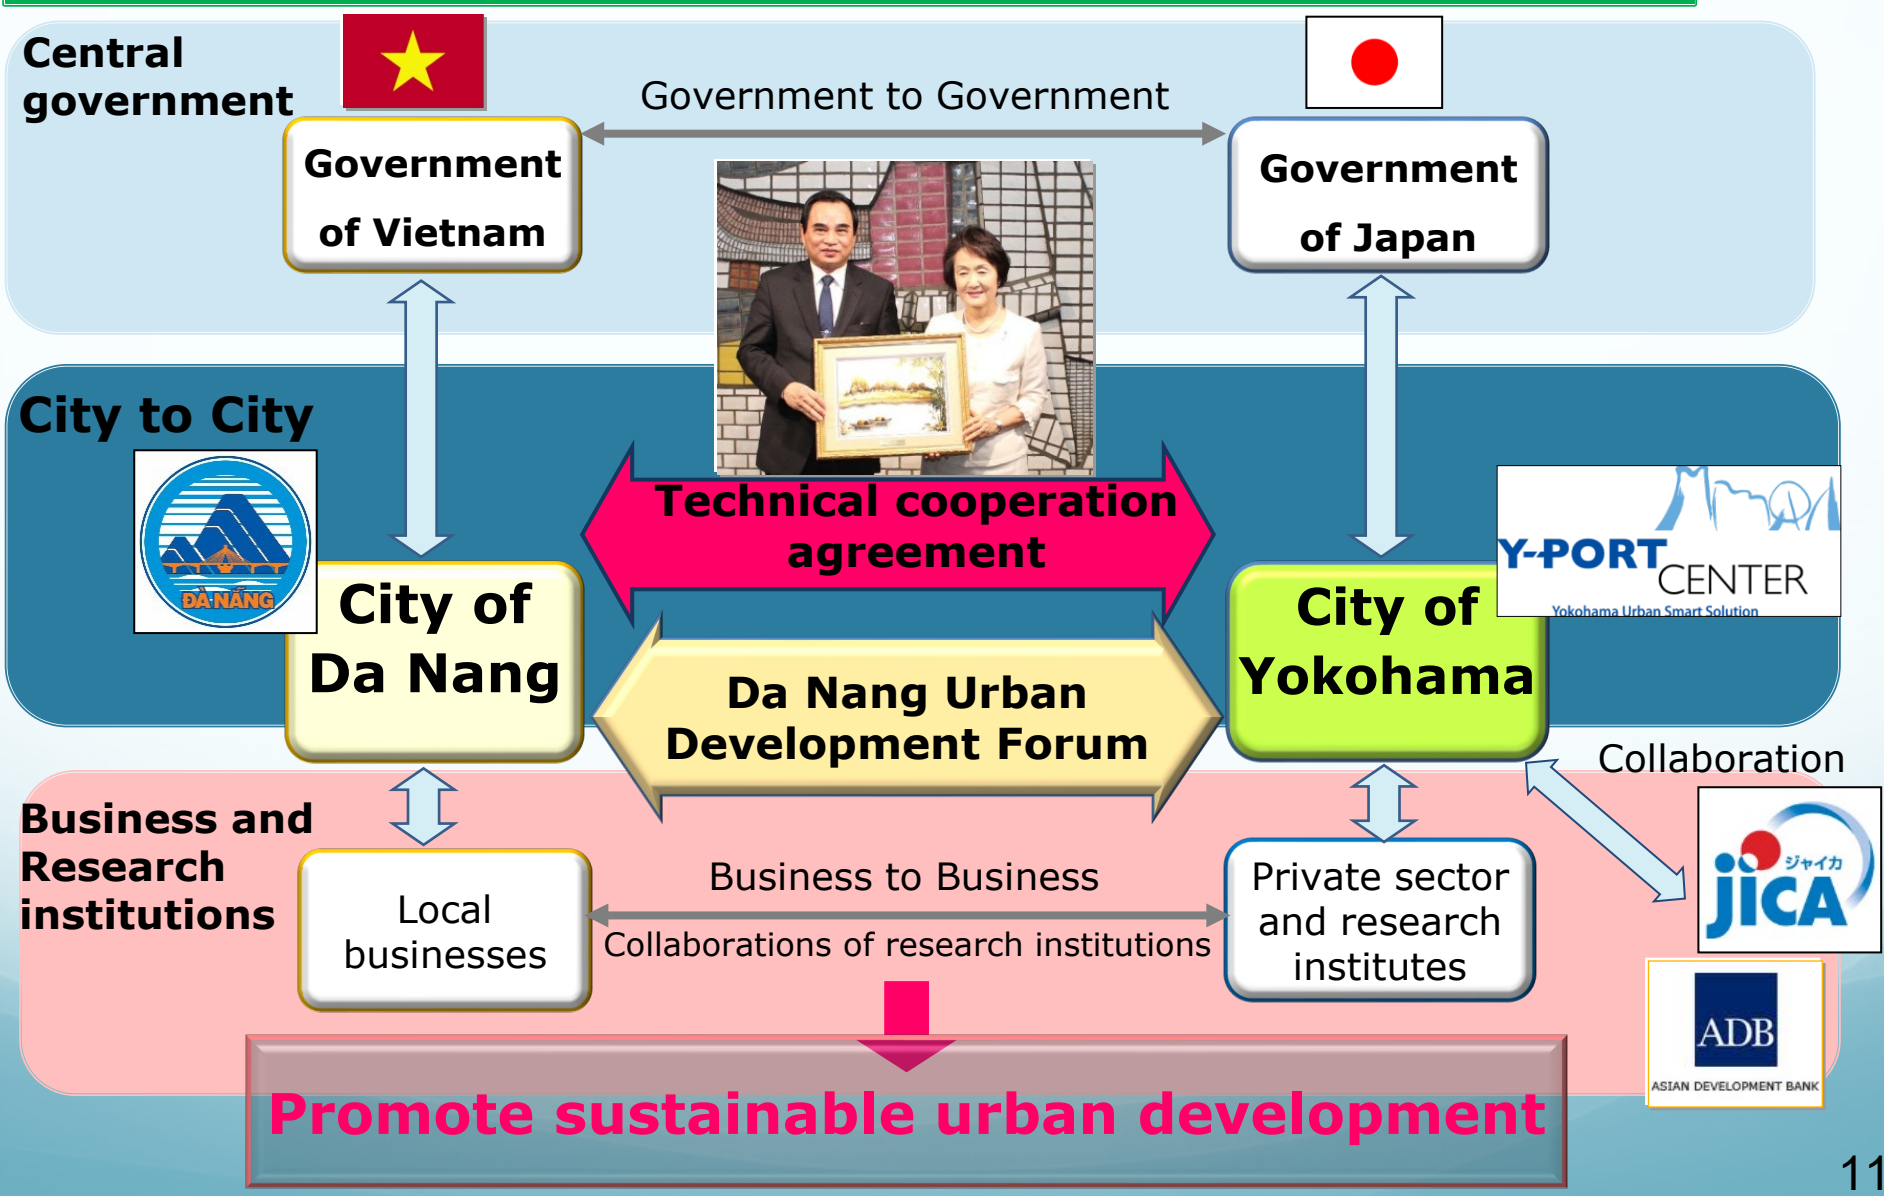 Central
government
Government to Government
Government
of Vietnam
Government
of Japan
City to City
ĐÀ NẴNG
Technical cooperation
agreement
Y-PORT
CENTER
Yokohama Urban Smart Solution
City of
Da Nang
City of
Yokohama
Da Nang Urban
Development Forum
Collaboration
Business and
Research
institutions
Local
businesses
Business to Business
Collaborations of research institutions
Private sector
and research
institutes
ジャイカ
jICA
ADB
ASIAN DEVELOPMENT BANK
Promote sustainable urban development
11